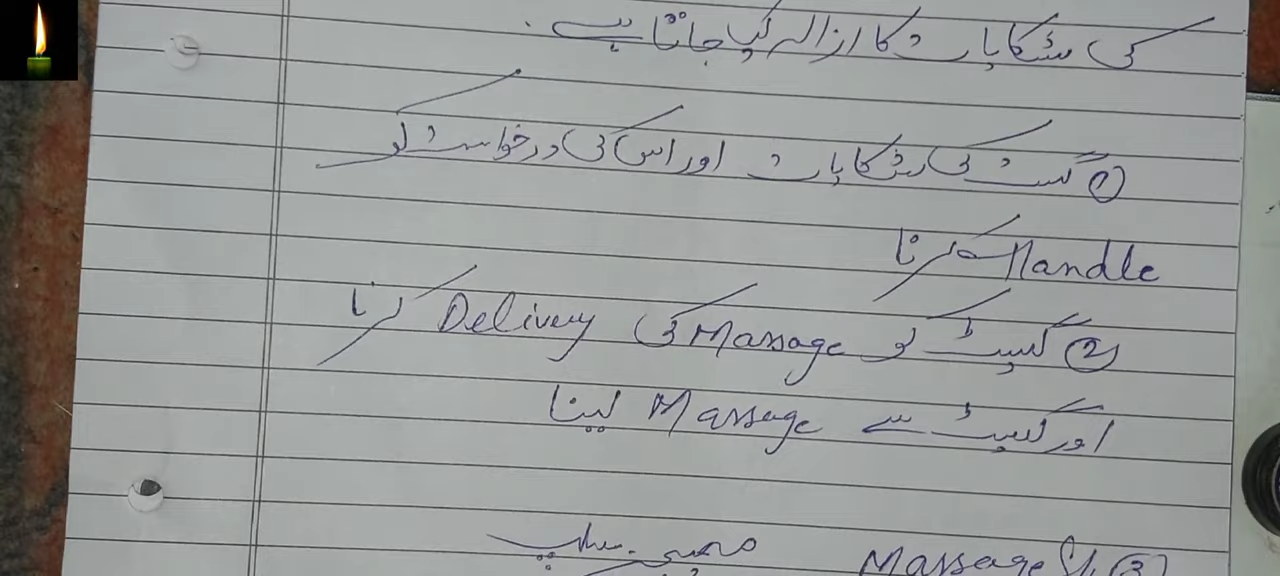 کی شکایات کا ازالہ کیا جاتا ہے۔
① گیسٹ کی شکایات اور اس کی درخواست کو
Handle کرنا
② گیسٹ کو Massage کی Delivery کرنا
اور گیسٹ سے Massage لینا
③ Massage سلپ